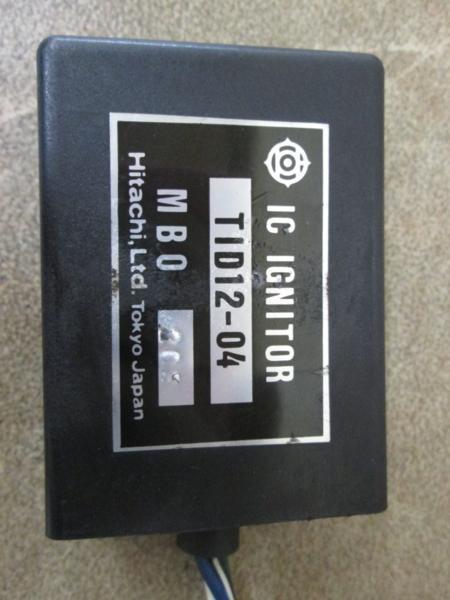 IC IGNITOR
TID12-04
MBO
Hitachi, Ltd. Tokyo Japan